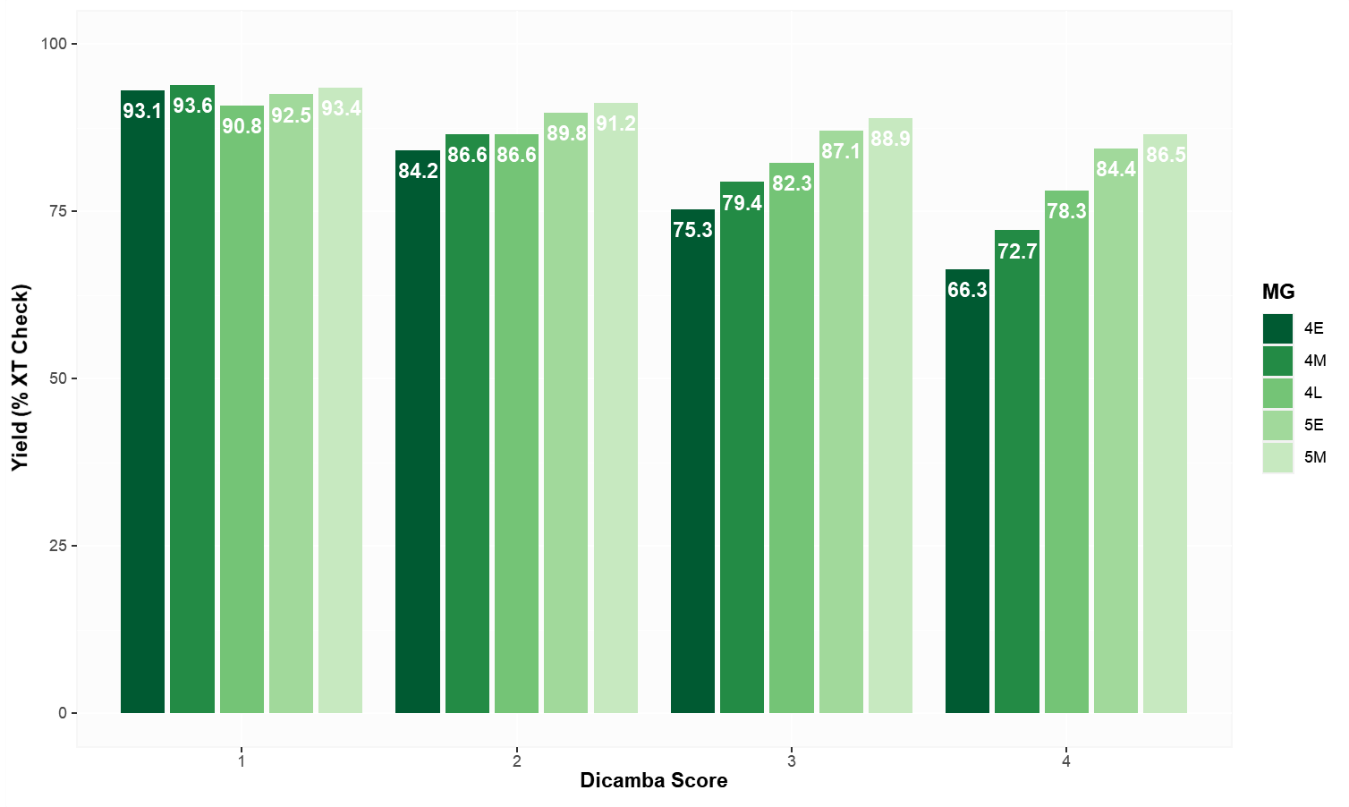 100
75
50
25
0
Yield (% XT Check)
93.1 93.6 90.8 92.5 93.4
84.2 86.6 86.6 89.8 91.2
75.3 79.4 82.3 87.1 88.9
66.3 72.7 78.3 84.4 86.5
1 2 3 4
Dicamba Score
MG
4E
4M
4L
5E
5M